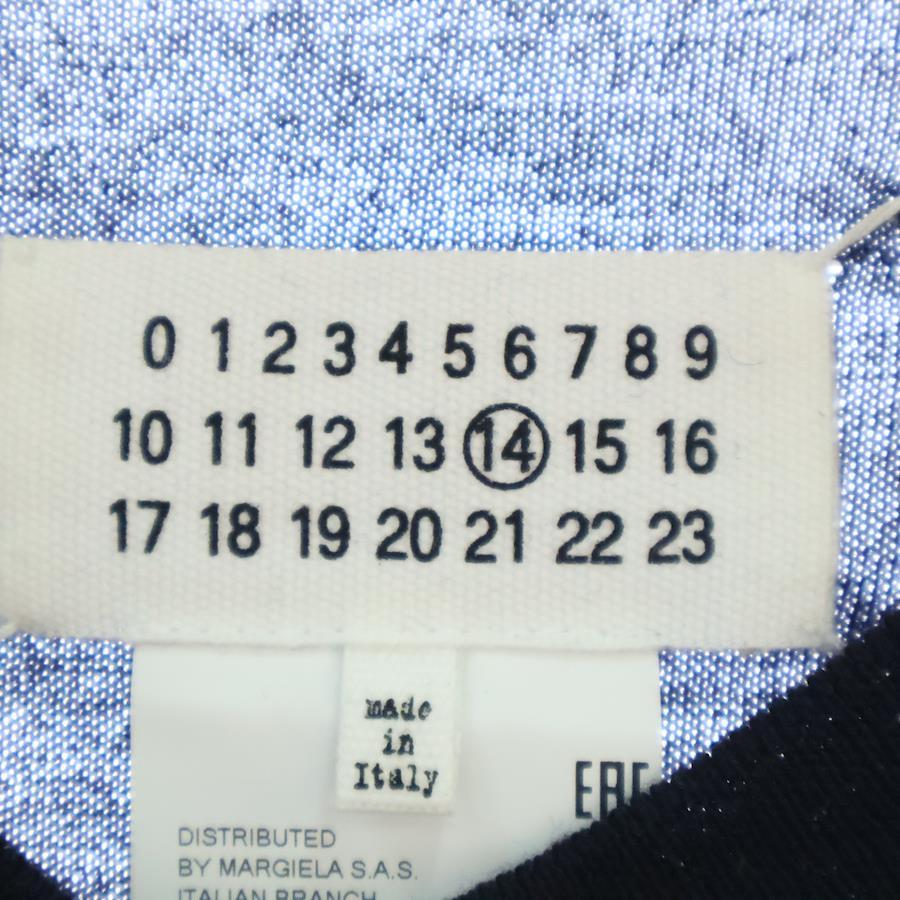 0 1 2 3 4 5 6 7 8 9
10 11 12 13 14 15 16
17 18 19 20 21 22 23
made
in
Italy
EAC
DISTRIBUTED
BY MARGIELA S.A.S.
ITALIAN BRANCH